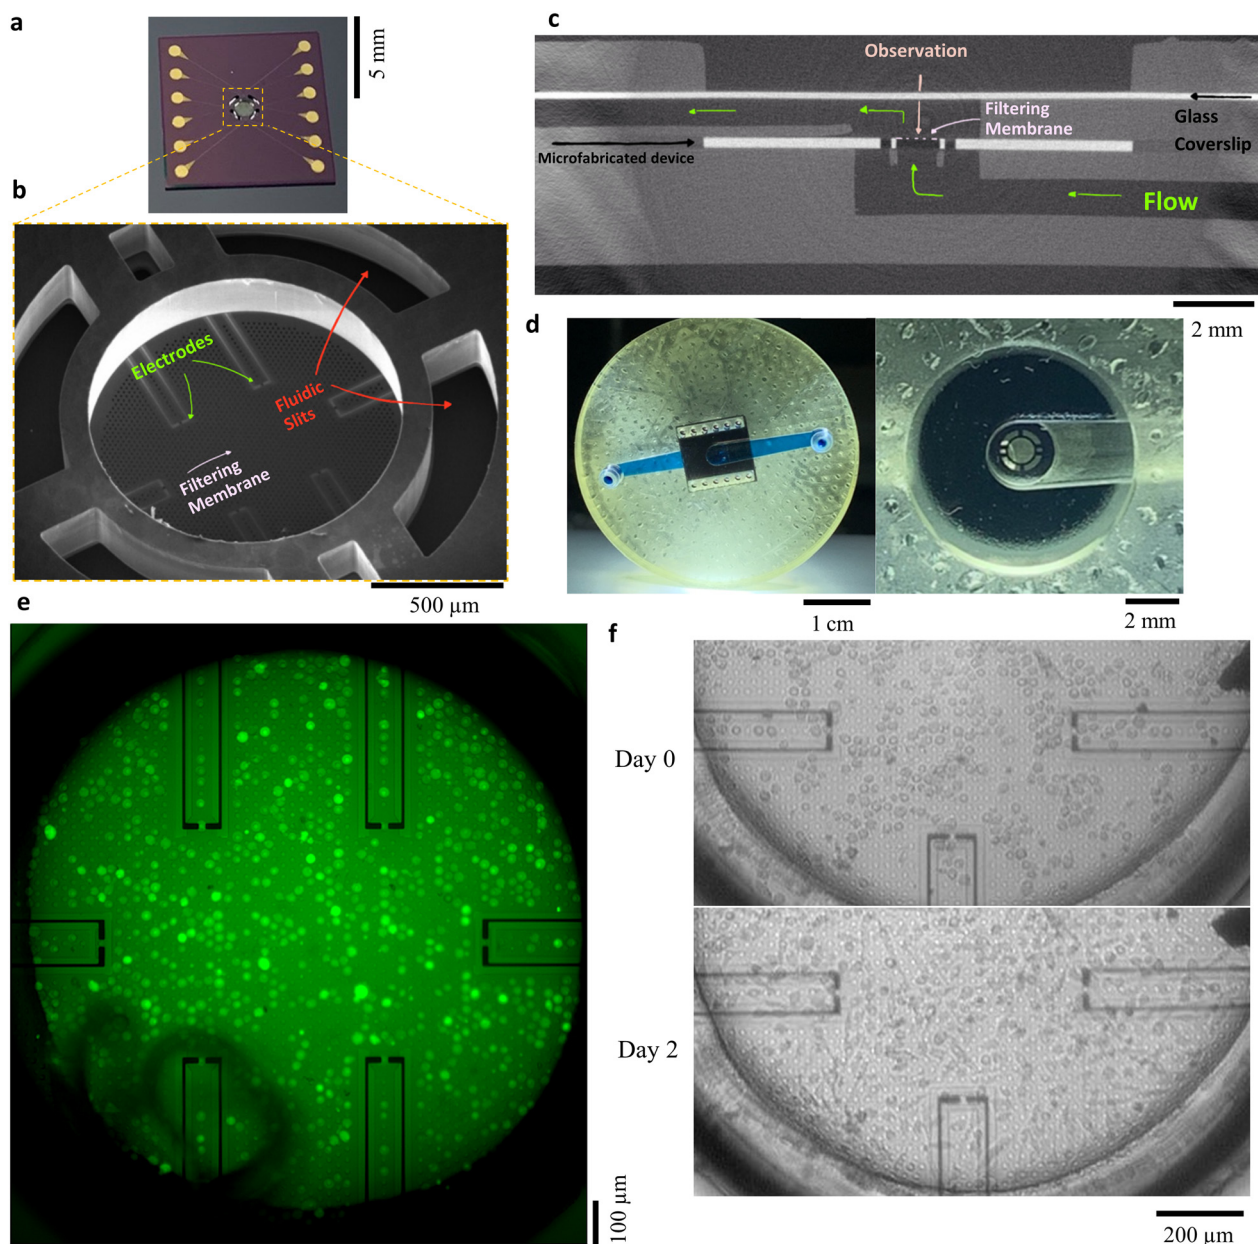 a
5 mm
b
Electrodes
Fluidic
Slits
Filtering
Membrane
500 µm
c
Observation
Filtering
Membrane
Glass
Coverslip
Microfabricated device
Flow
2 mm
d
1 cm
2 mm
e
100 µm
f
Day 0
Day 2
200 µm